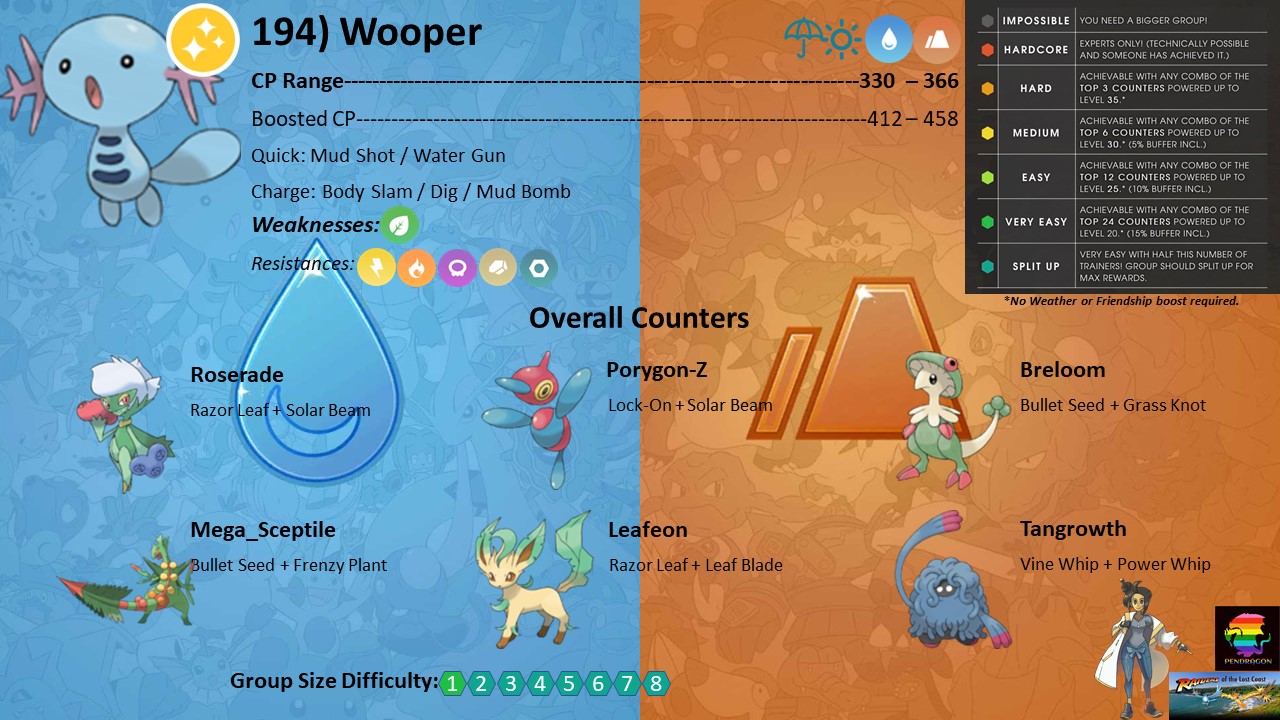 194) Wooper
CP Range------------------------------------------------------------------------330 – 366
Boosted CP------------------------------------------------------------------------412 – 458
Quick: Mud Shot / Water Gun
Charge: Body Slam / Dig / Mud Bomb
Weaknesses:
Resistances:
IMPOSSIBLE YOU NEED A BIGGER GROUP!
HARDCORE EXPERTS ONLY! (TECHNICALLY POSSIBLE
AND SOMEONE HAS ACHIEVED IT.)
HARD ACHIEVABLE WITH ANY COMBO OF THE
TOP 3 COUNTERS POWERED UP TO
LEVEL 35.*
MEDIUM ACHIEVABLE WITH ANY COMBO OF THE
TOP 6 COUNTERS POWERED UP TO
LEVEL 30.* (5% BUFFER INCL.)
EASY ACHIEVABLE WITH ANY COMBO OF THE
TOP 12 COUNTERS POWERED UP TO
LEVEL 25.* (10% BUFFER INCL.)
VERY EASY ACHIEVABLE WITH ANY COMBO OF THE
TOP 24 COUNTERS POWERED UP TO
LEVEL 20.* (15% BUFFER INCL.)
SPLIT UP VERY EASY WITH HALF THIS NUMBER OF
TRAINERS! GROUP SHOULD SPLIT UP FOR
MAX REWARDS.
*No Weather or Friendship boost required.
Overall Counters
Roserade
Razor Leaf + Solar Beam
Porygon-Z
Lock-On + Solar Beam
Breloom
Bullet Seed + Grass Knot
Mega_Sceptile
Bullet Seed + Frenzy Plant
Leafeon
Razor Leaf + Leaf Blade
Tangrowth
Vine Whip + Power Whip
Group Size Difficulty: 1 2 3 4 5 6 7 8
PENDRAGON
RAIDERS of the Lost Coast